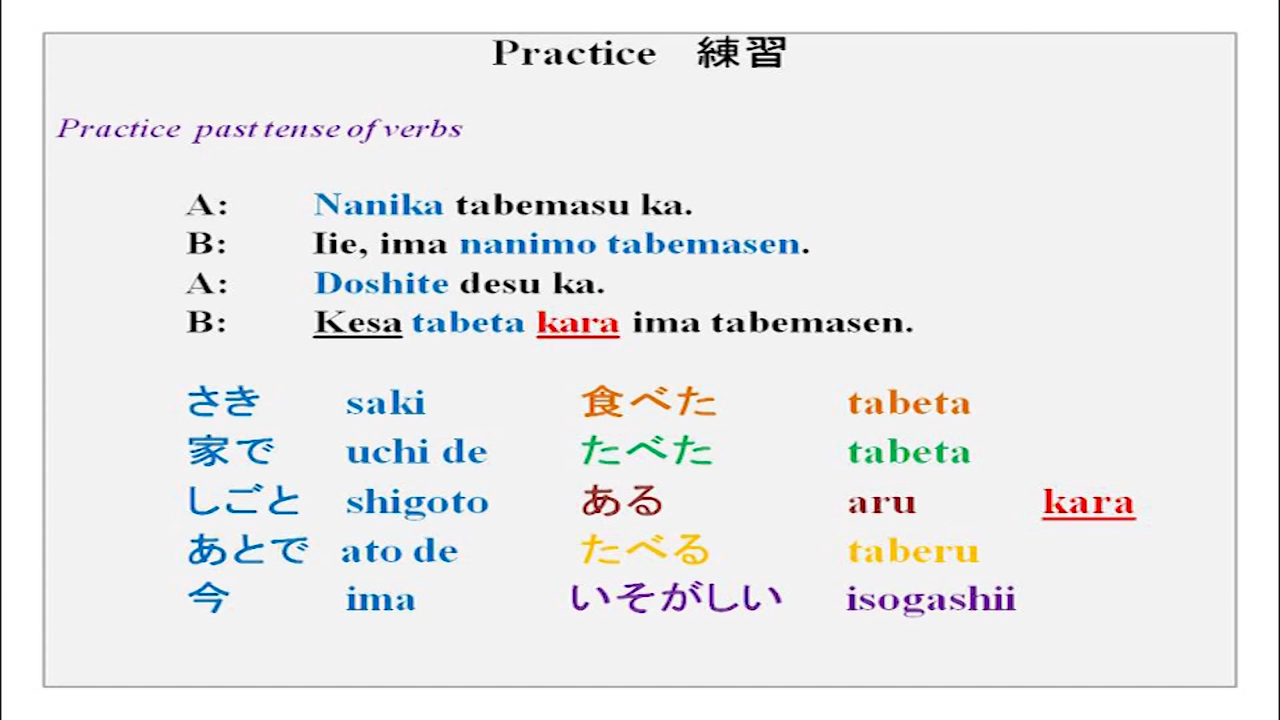 Practice 練習
Practice past tense of verbs
A: Nanika tabemasu ka.
B: Iie, ima nanimo tabemasen.
A: Doshite desu ka.
B: Kesa tabeta kara ima tabemasen.
さき saki 食べた tabeta
家で uchi de たべた tabeta
しごと shigoto ある aru kara
あとで ato de たべる taberu
今 ima いそがしい isogashii